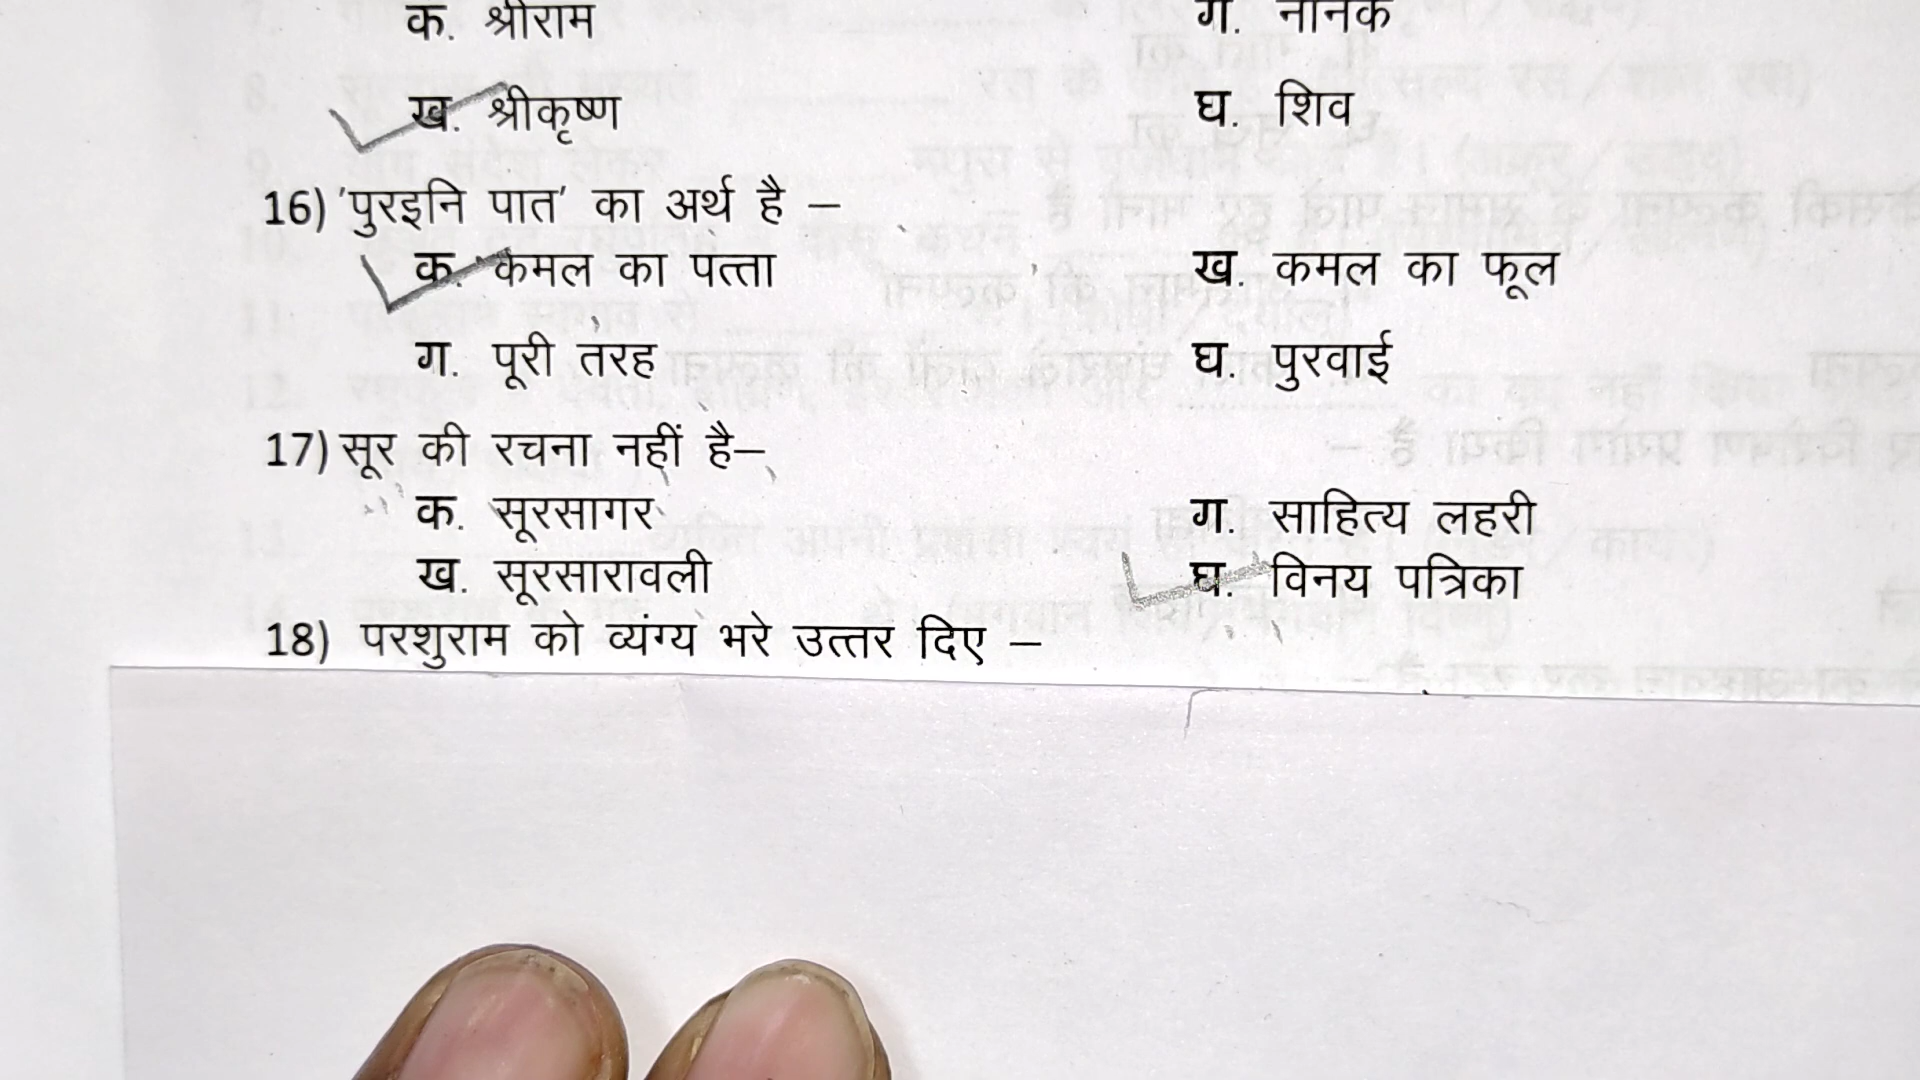 क. श्रीराम ग. नानक
ख. श्रीकृष्ण घ. शिव
16) 'पुरइनि पात' का अर्थ है –
क. कमल का पत्ता ख. कमल का फूल
ग. पूरी तरह घ. पुरवाई
17) सूर की रचना नहीं है–
क. सूरसागर ग. साहित्य लहरी
ख. सूरसारावली घ. विनय पत्रिका
18) परशुराम को व्यंग्य भरे उत्तर दिए –